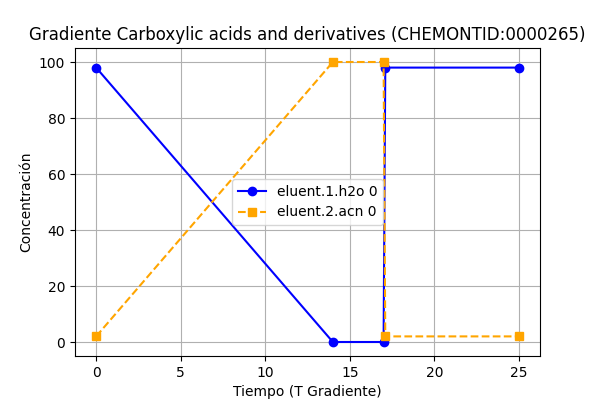 Gradiente Carboxylic acids and derivatives (CHEMONTID:0000265)
100
80
60
40
20
0
Concentración
eluent.1.h2o 0
eluent.2.acn 0
0 5 10 15 20 25
Tiempo (T Gradiente)